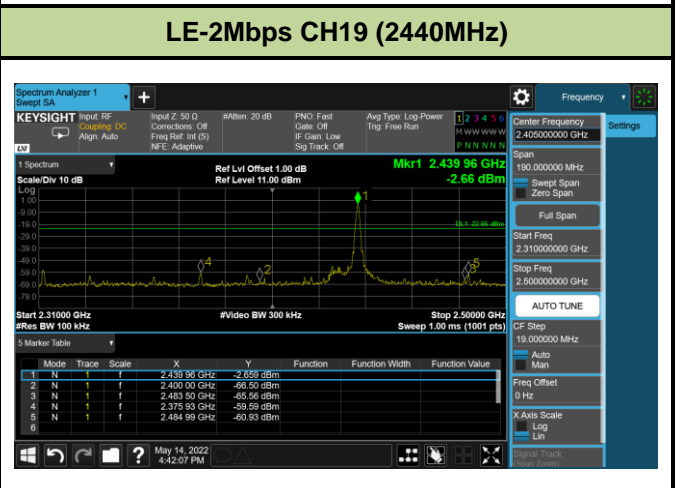 LE-2Mbps CH19 (2440MHz)
Spectrum Analyzer 1
Swept SA
Frequency
KEYSIGHT
Input: RF
Coupling: DC
Align: Auto
Input Z: 50 Ω
Corrections: Off
Freq Ref: Int (S)
NFE: Adaptive
#Atten: 20 dB
PNO: Fast
Gate: Off
IF Gain: Low
Sig Track: Off
Avg Type: Log-Power
Trig: Free Run
1 2 3 4 5 6
M W W W W W
P N N N N N
LXI
1 Spectrum
Scale/Div 10 dB
Ref Lvl Offset 1.00 dB
Ref Level 11.00 dBm
Mkr1 2.439 96 GHz
-2.66 dBm
Log
1.00
-9.00
-19.0
-29.0
-39.0
-49.0
-59.0
-69.0
-79.0
DL1 -22.66 dBm
1
4
2
5
Start 2.31000 GHz
#Res BW 100 kHz
#Video BW 300 kHz
Stop 2.50000 GHz
Sweep 1.00 ms (1001 pts)
5 Marker Table
Mode Trace Scale X Y Function Function Width Function Value
1 N 1 f 2.439 96 GHz -2.659 dBm
2 N 1 f 2.400 00 GHz -66.50 dBm
3 N 1 f 2.483 50 GHz -65.56 dBm
4 N 1 f 2.375 93 GHz -59.59 dBm
5 N 1 f 2.484 99 GHz -60.93 dBm
6
May 14, 2022
4:42:07 PM
Center Frequency
2.405000000 GHz
Settings
Span
190.000000 MHz
Swept Span
Zero Span
Full Span
Start Freq
2.310000000 GHz
Stop Freq
2.500000000 GHz
AUTO TUNE
CF Step
19.000000 MHz
Auto
Man
Freq Offset
0 Hz
X Axis Scale
Log
Lin
Signal Track
(Span Zoom)